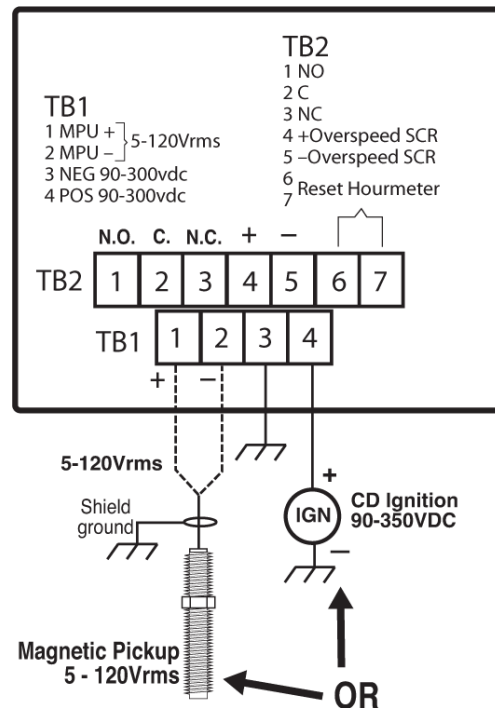 TB2
1 NO
2 C
3 NC
4 +Overspeed SCR
5 –Overspeed SCR
6
7 Reset Hourmeter
TB1
1 MPU +
2 MPU –
5-120Vrms
3 NEG 90-300vdc
4 POS 90-300vdc
N.O. C. N.C. + –
TB2 1 2 3 4 5 6 7
TB1 1 2 3 4
+ –
5-120Vrms
Shield
ground
+
IGN
CD Ignition
90-350VDC
–
Magnetic Pickup
5 - 120Vrms
OR